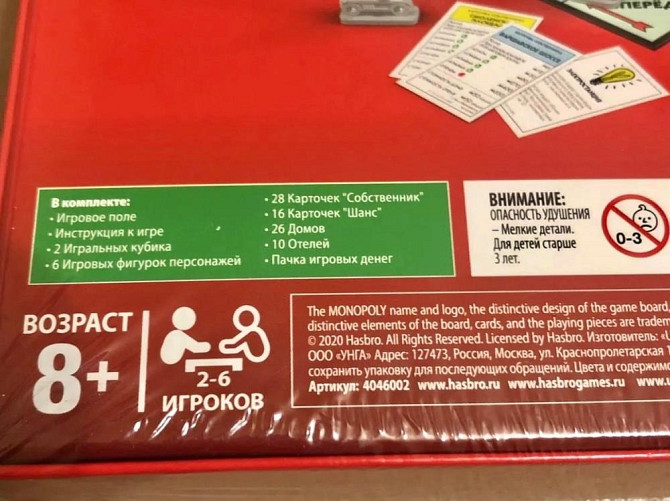 ПЕРЁД
В комплекте:
• Игровое поле
• Инструкция к игре
• 2 Игральных кубика
• 6 Игровых фигурок персонажей
• 28 Карточек "Собственник"
• 16 Карточек "Шанс"
• 26 Домов
• 10 Отелей
• Пачка игровых денег
ВНИМАНИЕ:
ОПАСНОСТЬ УДУШЕНИЯ
– Мелкие детали.
Для детей старше
3 лет.
0-3
ВОЗРАСТ
8+
2-6
ИГРОКОВ
The MONOPOLY name and logo, the distinctive design of the game board,
distinctive elements of the board, cards, and the playing pieces are tradem
© 2020 Hasbro. All Rights Reserved. Licensed by Hasbro. Изготовитель:
ООО «УНГА» Адрес: 127473, Россия, Москва, ул. Краснопролетарская
сохранить упаковку для последующих обращений. Цвета и содержимо
Артикул: 4046002 www.hasbro.ru www.hasbrogames.ru www.